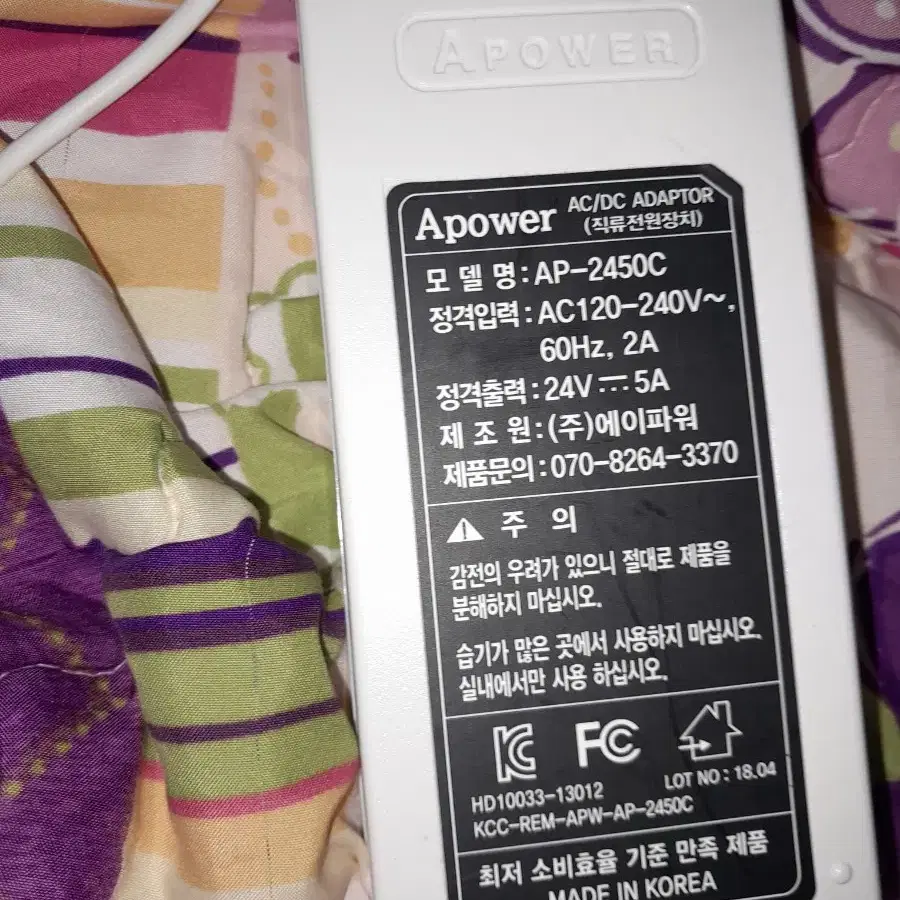 APOWER
Apower AC/DC ADAPTOR
(직류전원장치)
모 델 명 : AP-2450C
정격입력 : AC120-240V~,
60Hz, 2A
정격출력 : 24V ⎓ 5A
제 조 원 : (주)에이파워
제품문의 : 070-8264-3370
주 의
감전의 우려가 있으니 절대로 제품을
분해하지 마십시오.
습기가 많은 곳에서 사용하지 마십시오.
실내에서만 사용 하십시오.
FC
HD10033-13012 LOT NO : 18.04
KCC-REM-APW-AP-2450C
최저 소비효율 기준 만족 제품
MADE IN KOREA